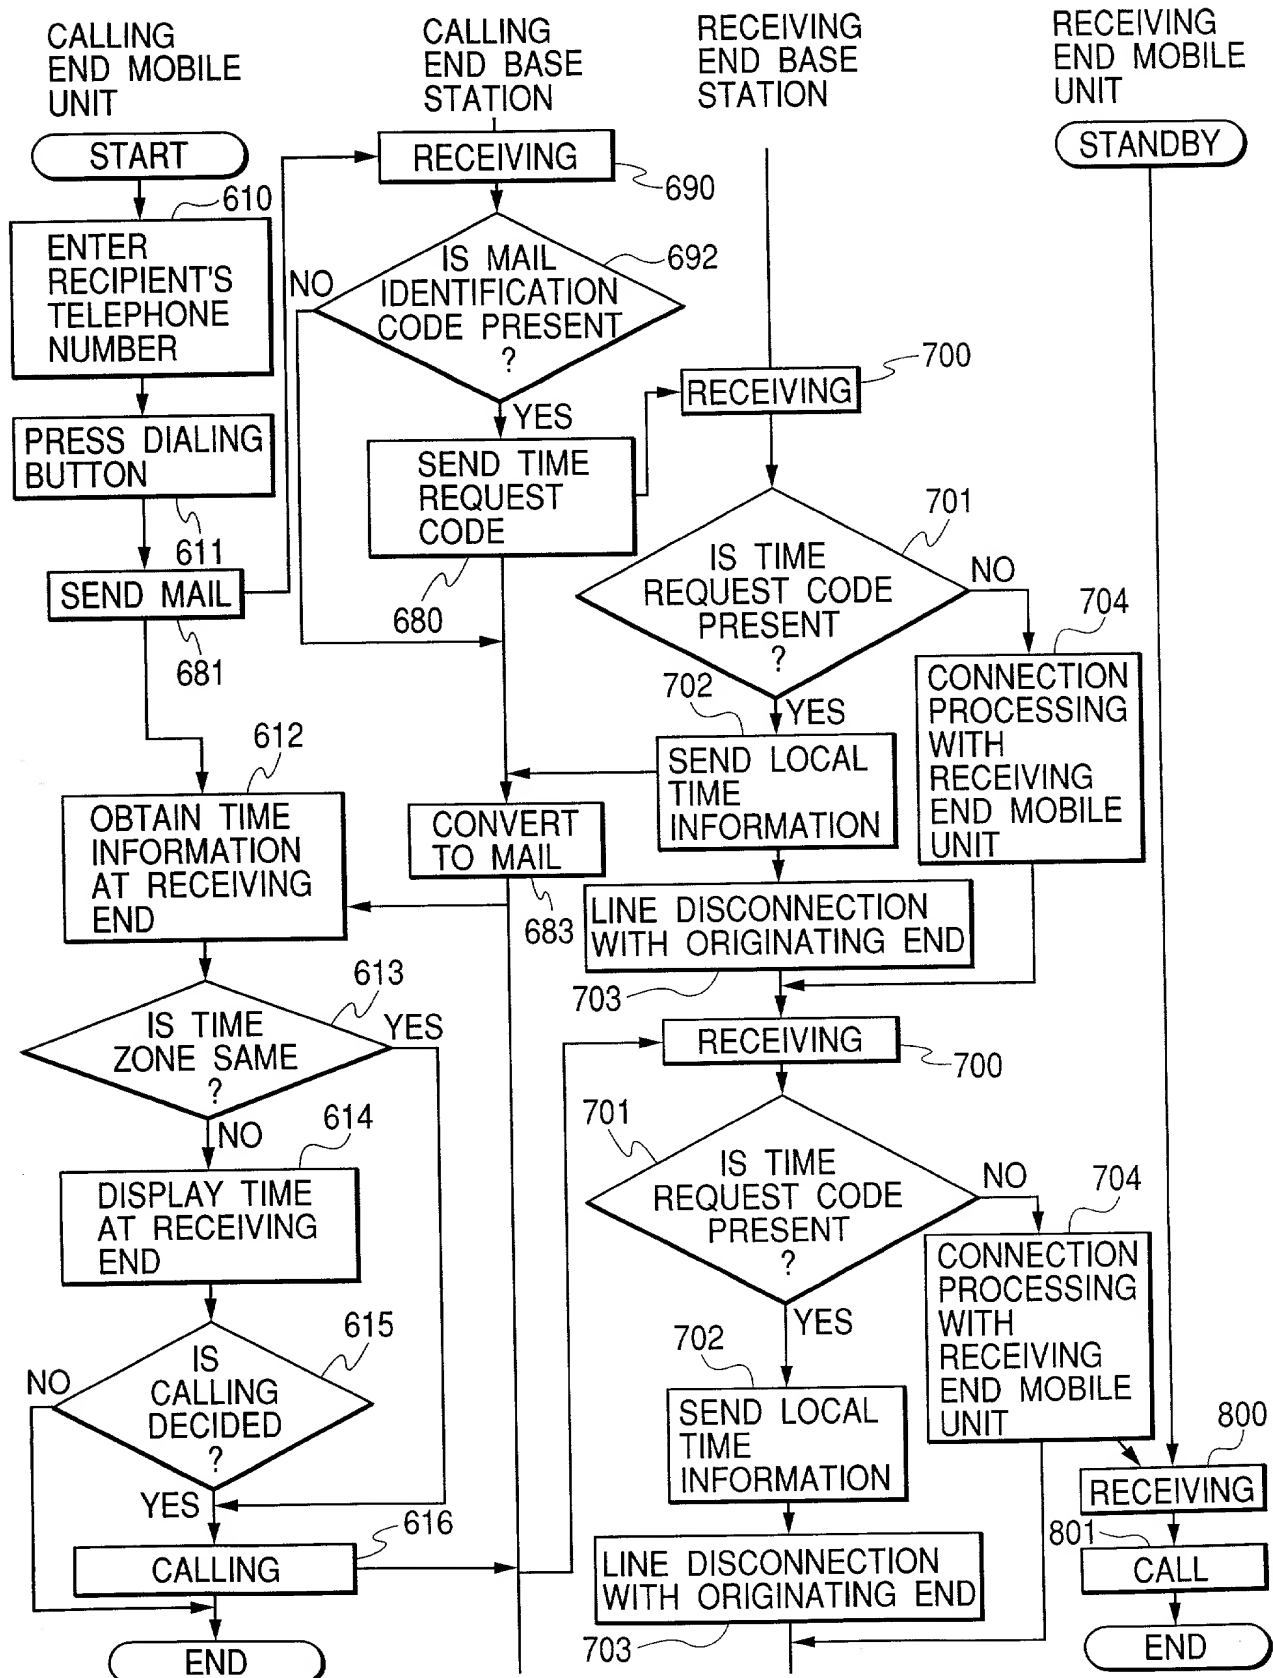 CALLING
END MOBILE
UNIT
START
610
ENTER
RECIPIENT'S
TELEPHONE
NUMBER
PRESS DIALING
BUTTON
611
SEND MAIL
681
612
OBTAIN TIME
INFORMATION
AT RECEIVING
END
613
IS TIME
ZONE SAME
?
YES
NO
614
DISPLAY TIME
AT RECEIVING
END
615
IS
CALLING
DECIDED
?
NO
YES
616
CALLING
END
CALLING
END BASE
STATION
RECEIVING
690
692
IS MAIL
IDENTIFICATION
CODE PRESENT
?
NO
YES
SEND TIME
REQUEST
CODE
680
CONVERT
TO MAIL
683
RECEIVING
END BASE
STATION
700
RECEIVING
701
IS TIME
REQUEST CODE
PRESENT
?
NO
YES
704
CONNECTION
PROCESSING
WITH
RECEIVING
END MOBILE
UNIT
702
SEND LOCAL
TIME
INFORMATION
LINE DISCONNECTION
WITH ORIGINATING END
703
RECEIVING
700
701
IS TIME
REQUEST CODE
PRESENT
?
NO
YES
704
CONNECTION
PROCESSING
WITH
RECEIVING
END MOBILE
UNIT
702
SEND LOCAL
TIME
INFORMATION
LINE DISCONNECTION
WITH ORIGINATING END
703
RECEIVING
END MOBILE
UNIT
STANDBY
800
RECEIVING
801
CALL
END